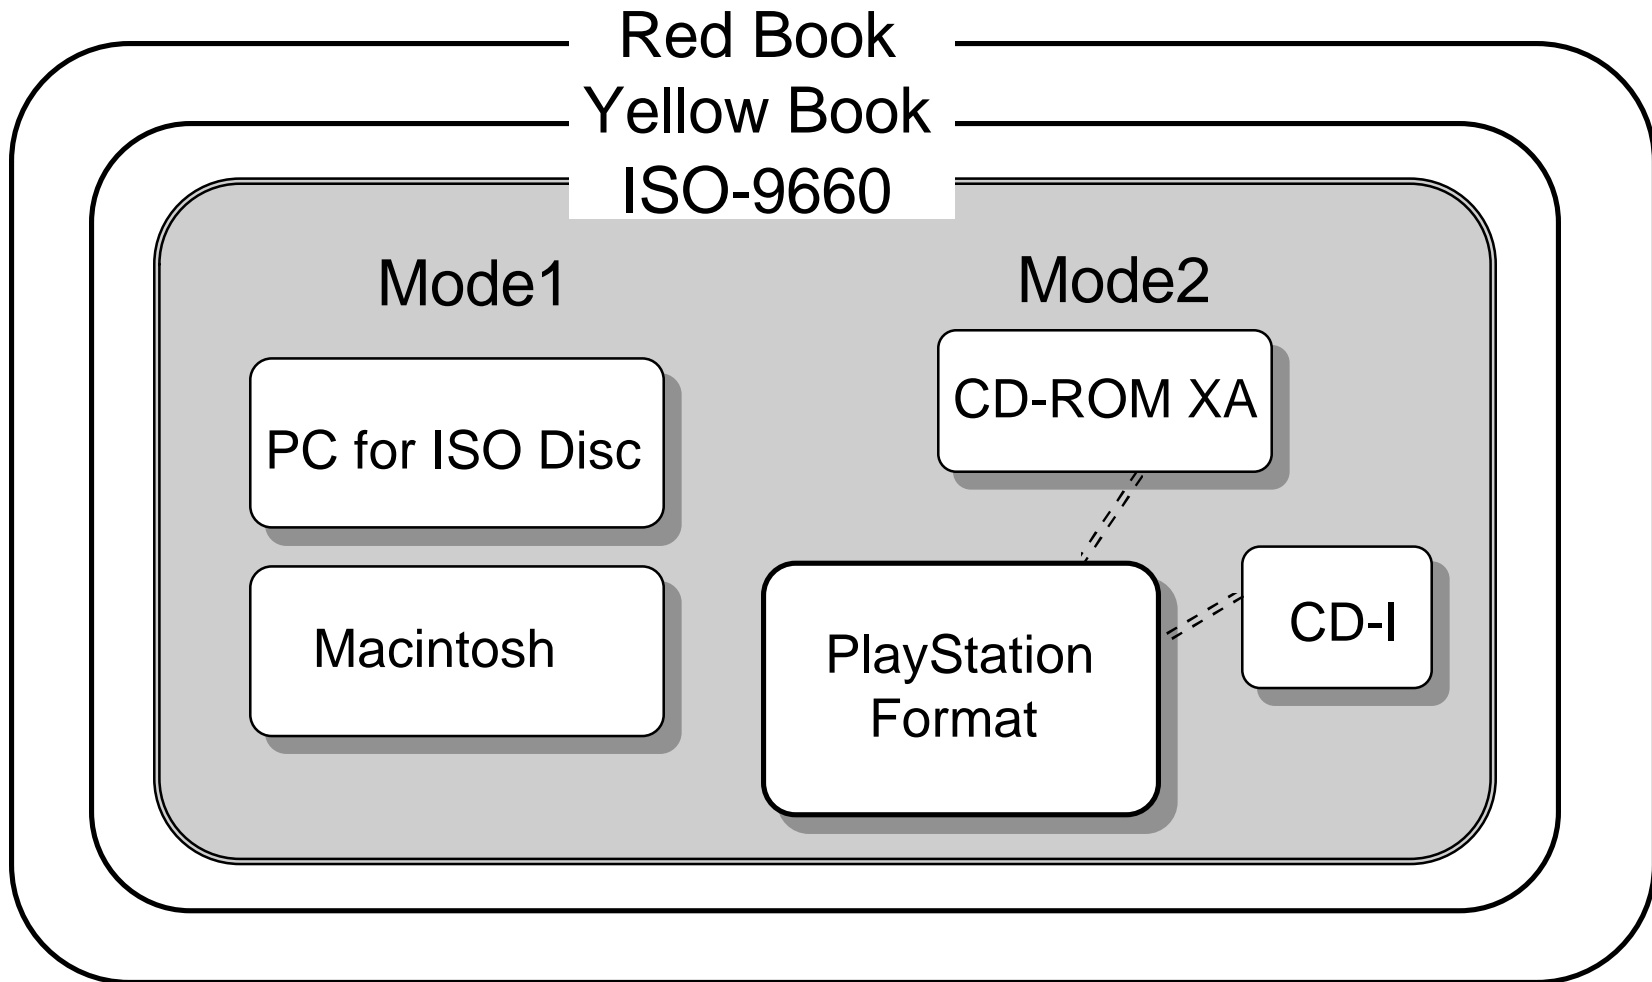 Red Book
Yellow Book
ISO-9660
Mode1
Mode2
PC for ISO Disc
CD-ROM XA
Macintosh
PlayStation
Format
CD-I